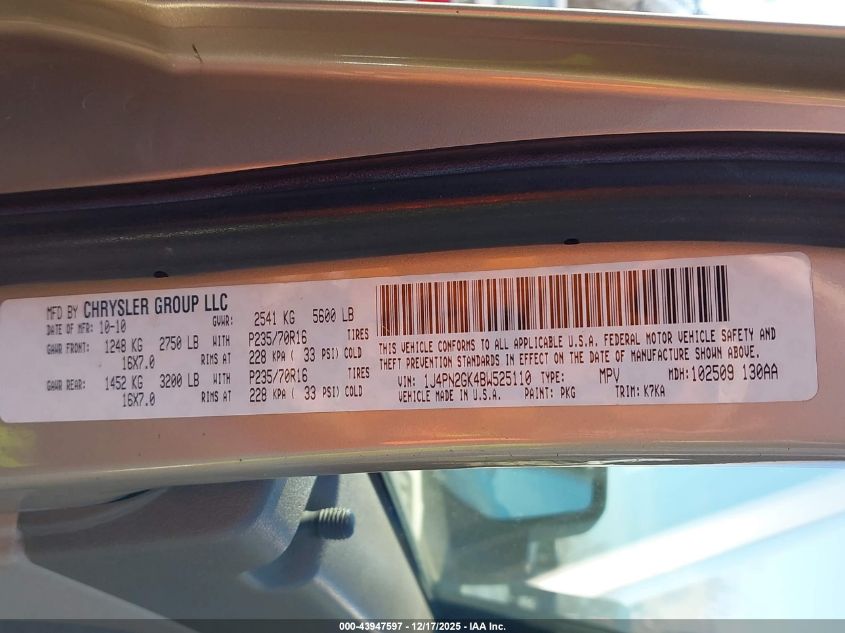 MFD BY CHRYSLER GROUP LLC
DATE OF MFR: 10-10 GVWR: 2541 KG 5600 LB
GAWR FRONT: 1248 KG 2750 LB WITH P235/70R16 TIRES
16X7.0 RIMS AT 228 KPA ( 33 PSI) COLD
GAWR REAR: 1452 KG 3200 LB WITH P235/70R16 TIRES
16X7.0 RIMS AT 228 KPA ( 33 PSI) COLD
THIS VEHICLE CONFORMS TO ALL APPLICABLE U.S.A. FEDERAL MOTOR VEHICLE SAFETY AND
THEFT PREVENTION STANDARDS IN EFFECT ON THE DATE OF MANUFACTURE SHOWN ABOVE.
VIN: 1J4PN2GK4BW525110 TYPE: MPV MDH: 102509 130AA
VEHICLE MADE IN U.S.A. PAINT: PKG TRIM: K7KA
000-43947597 - 12/17/2025 - IAA Inc.